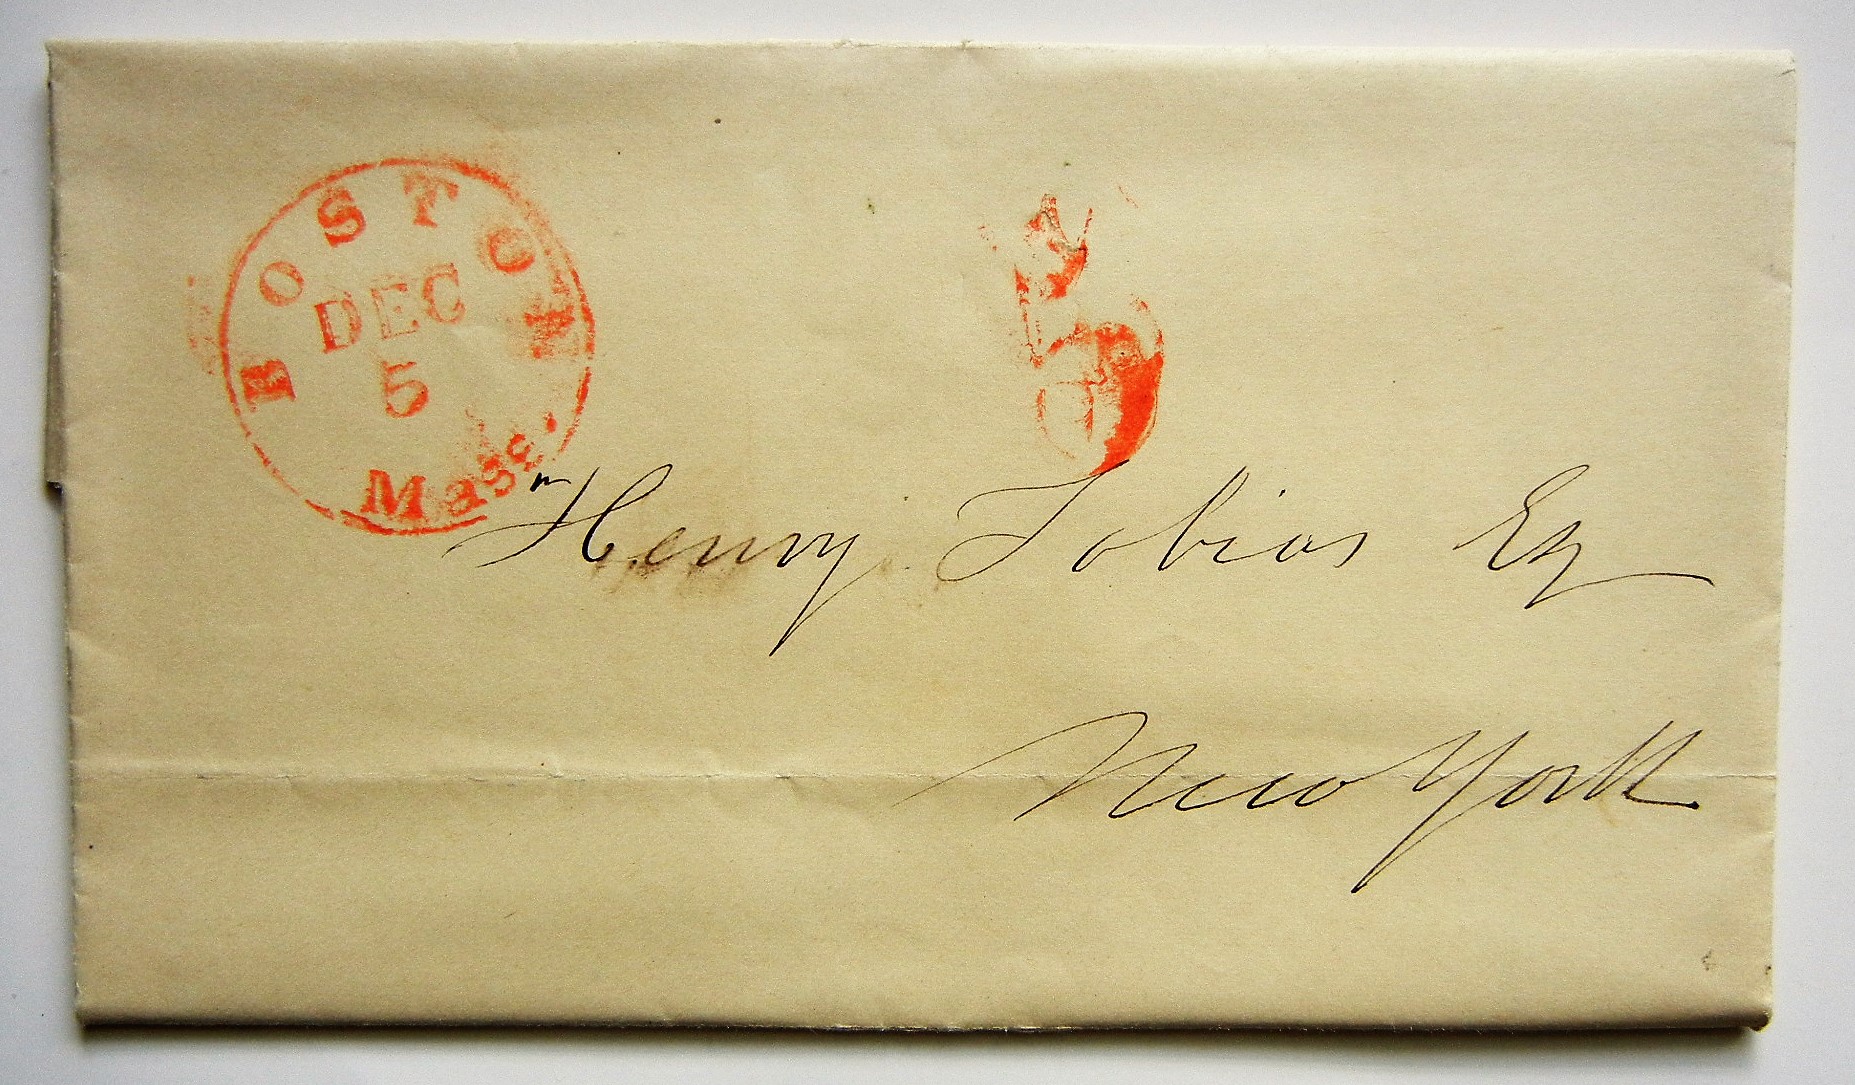 BOSTON
DEC
5
Mass.
5
Henry Tobias Esq
New York